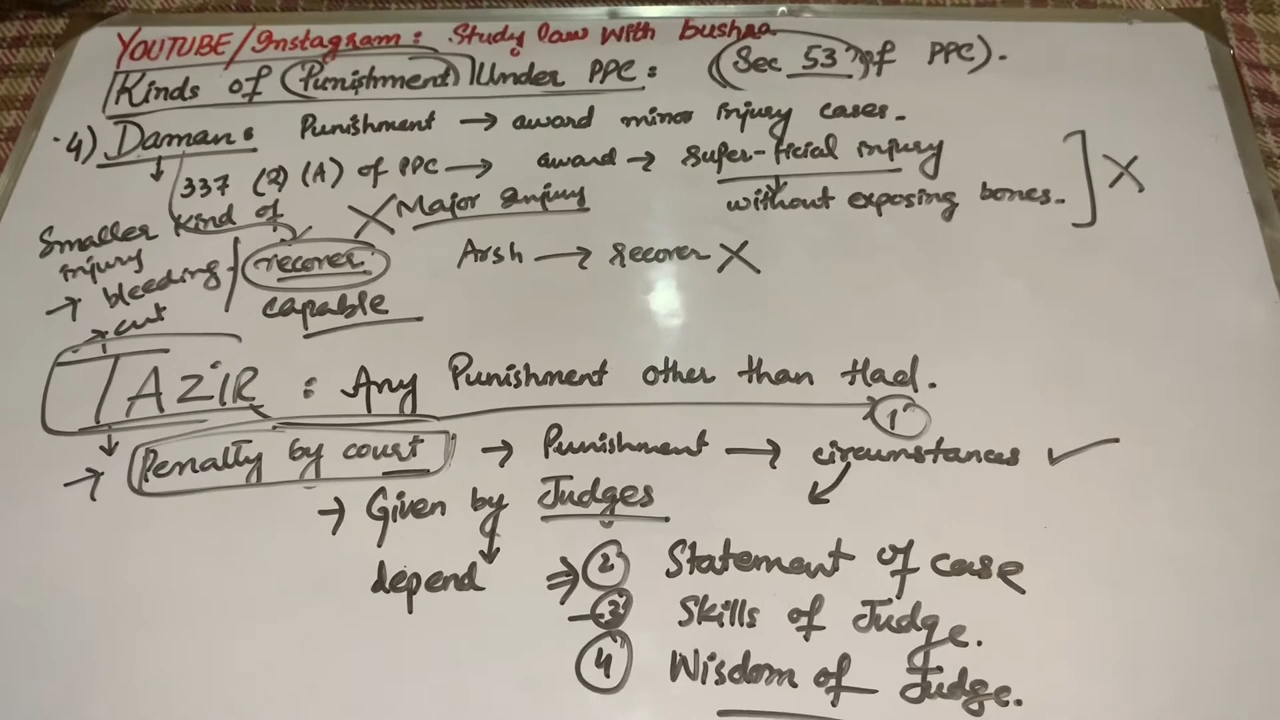 YOUTUBE/Instagram: Study law with bushra
Kinds of Punishment Under PPC: (Sec 53 of PPC).
4) Daman: Punishment → award minor injury cases.
337 (2) (A) of PPC → award → Super-ficial injury
without exposing bones. ] X
Smaller kind of injury
X Major Injury
→ bleeding
→ cut
recover
capable
Arsh → recover X
TAZIR : Any Punishment other than Had.
→ Penalty by court → Punishment → ① circumstances ✓
→ Given by Judges
depend ⇒ ② Statement of case
③ Skills of Judge.
④ Wisdom of Judge.